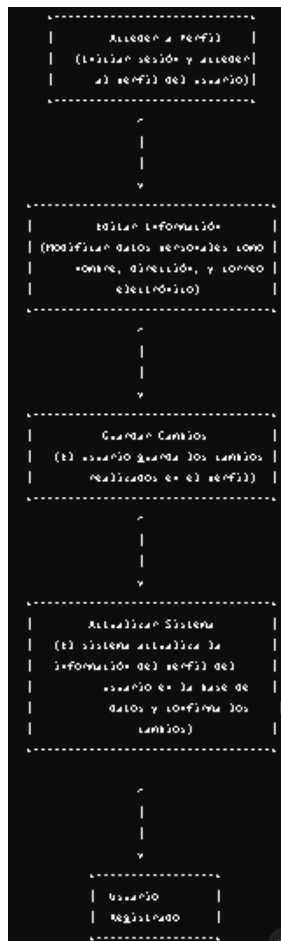 Acceder a Perfil
(Iniciar sesión y acceder
al perfil del usuario)
Editar Información
(Modificar datos personales como
nombre, dirección, y correo
electrónico)
Guardar Cambios
(El usuario guarda los cambios
realizados en el perfil)
Actualizar Sistema
(El sistema actualiza la
información del perfil del
usuario en la base de
datos y confirma los
cambios)
Usuario
Registrado